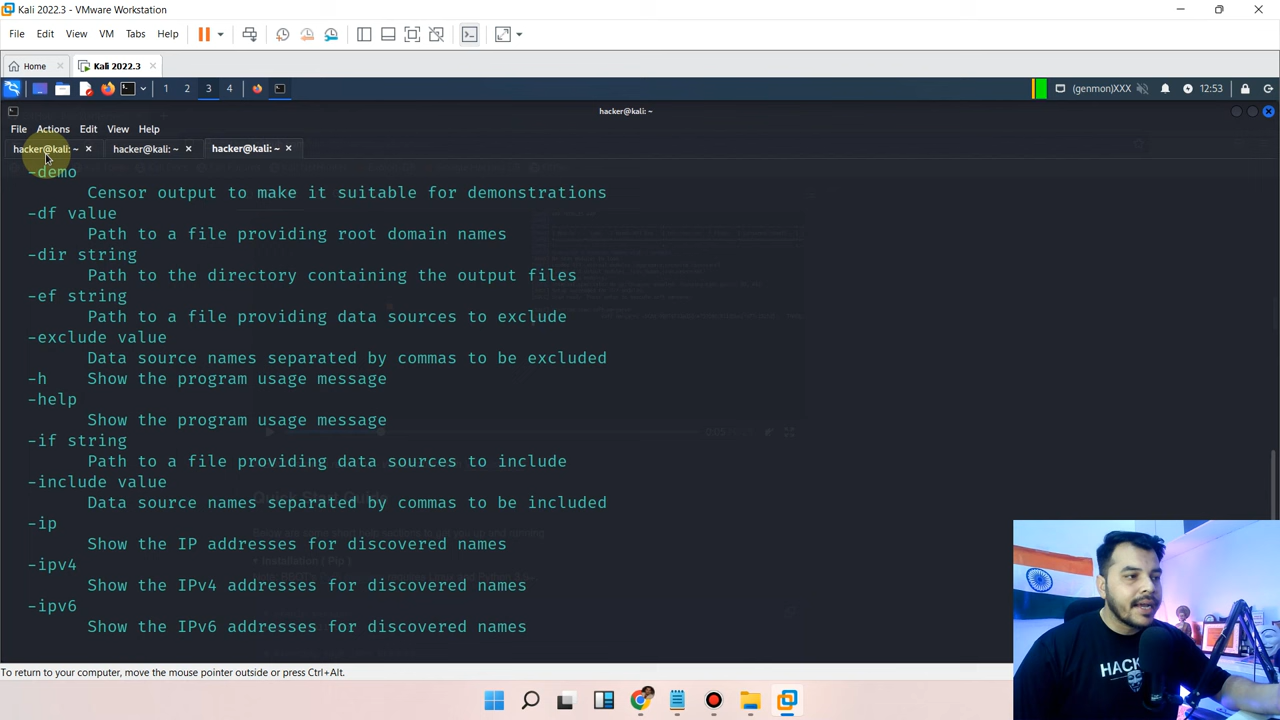 Kali 2022.3 - VMware Workstation
File Edit View VM Tabs Help
Home Kali 2022.3
1 2 3 4 (genmon)XXX 12:53
hacker@kali: ~
File Actions Edit View Help
hacker@kali: ~ hacker@kali: ~ hacker@kali: ~
-demo
Censor output to make it suitable for demonstrations
-df value
Path to a file providing root domain names
-dir string
Path to the directory containing the output files
-ef string
Path to a file providing data sources to exclude
-exclude value
Data source names separated by commas to be excluded
-h Show the program usage message
-help
Show the program usage message
-if string
Path to a file providing data sources to include
Quick Start Guide
-include value
Data source names separated by commas to be included
-ip
Show the IP addresses for discovered names
-ipv4
Show the IPv4 addresses for discovered names
-ipv6
Show the IPv6 addresses for discovered names
HACK
To return to your computer, move the mouse pointer outside or press Ctrl+Alt.